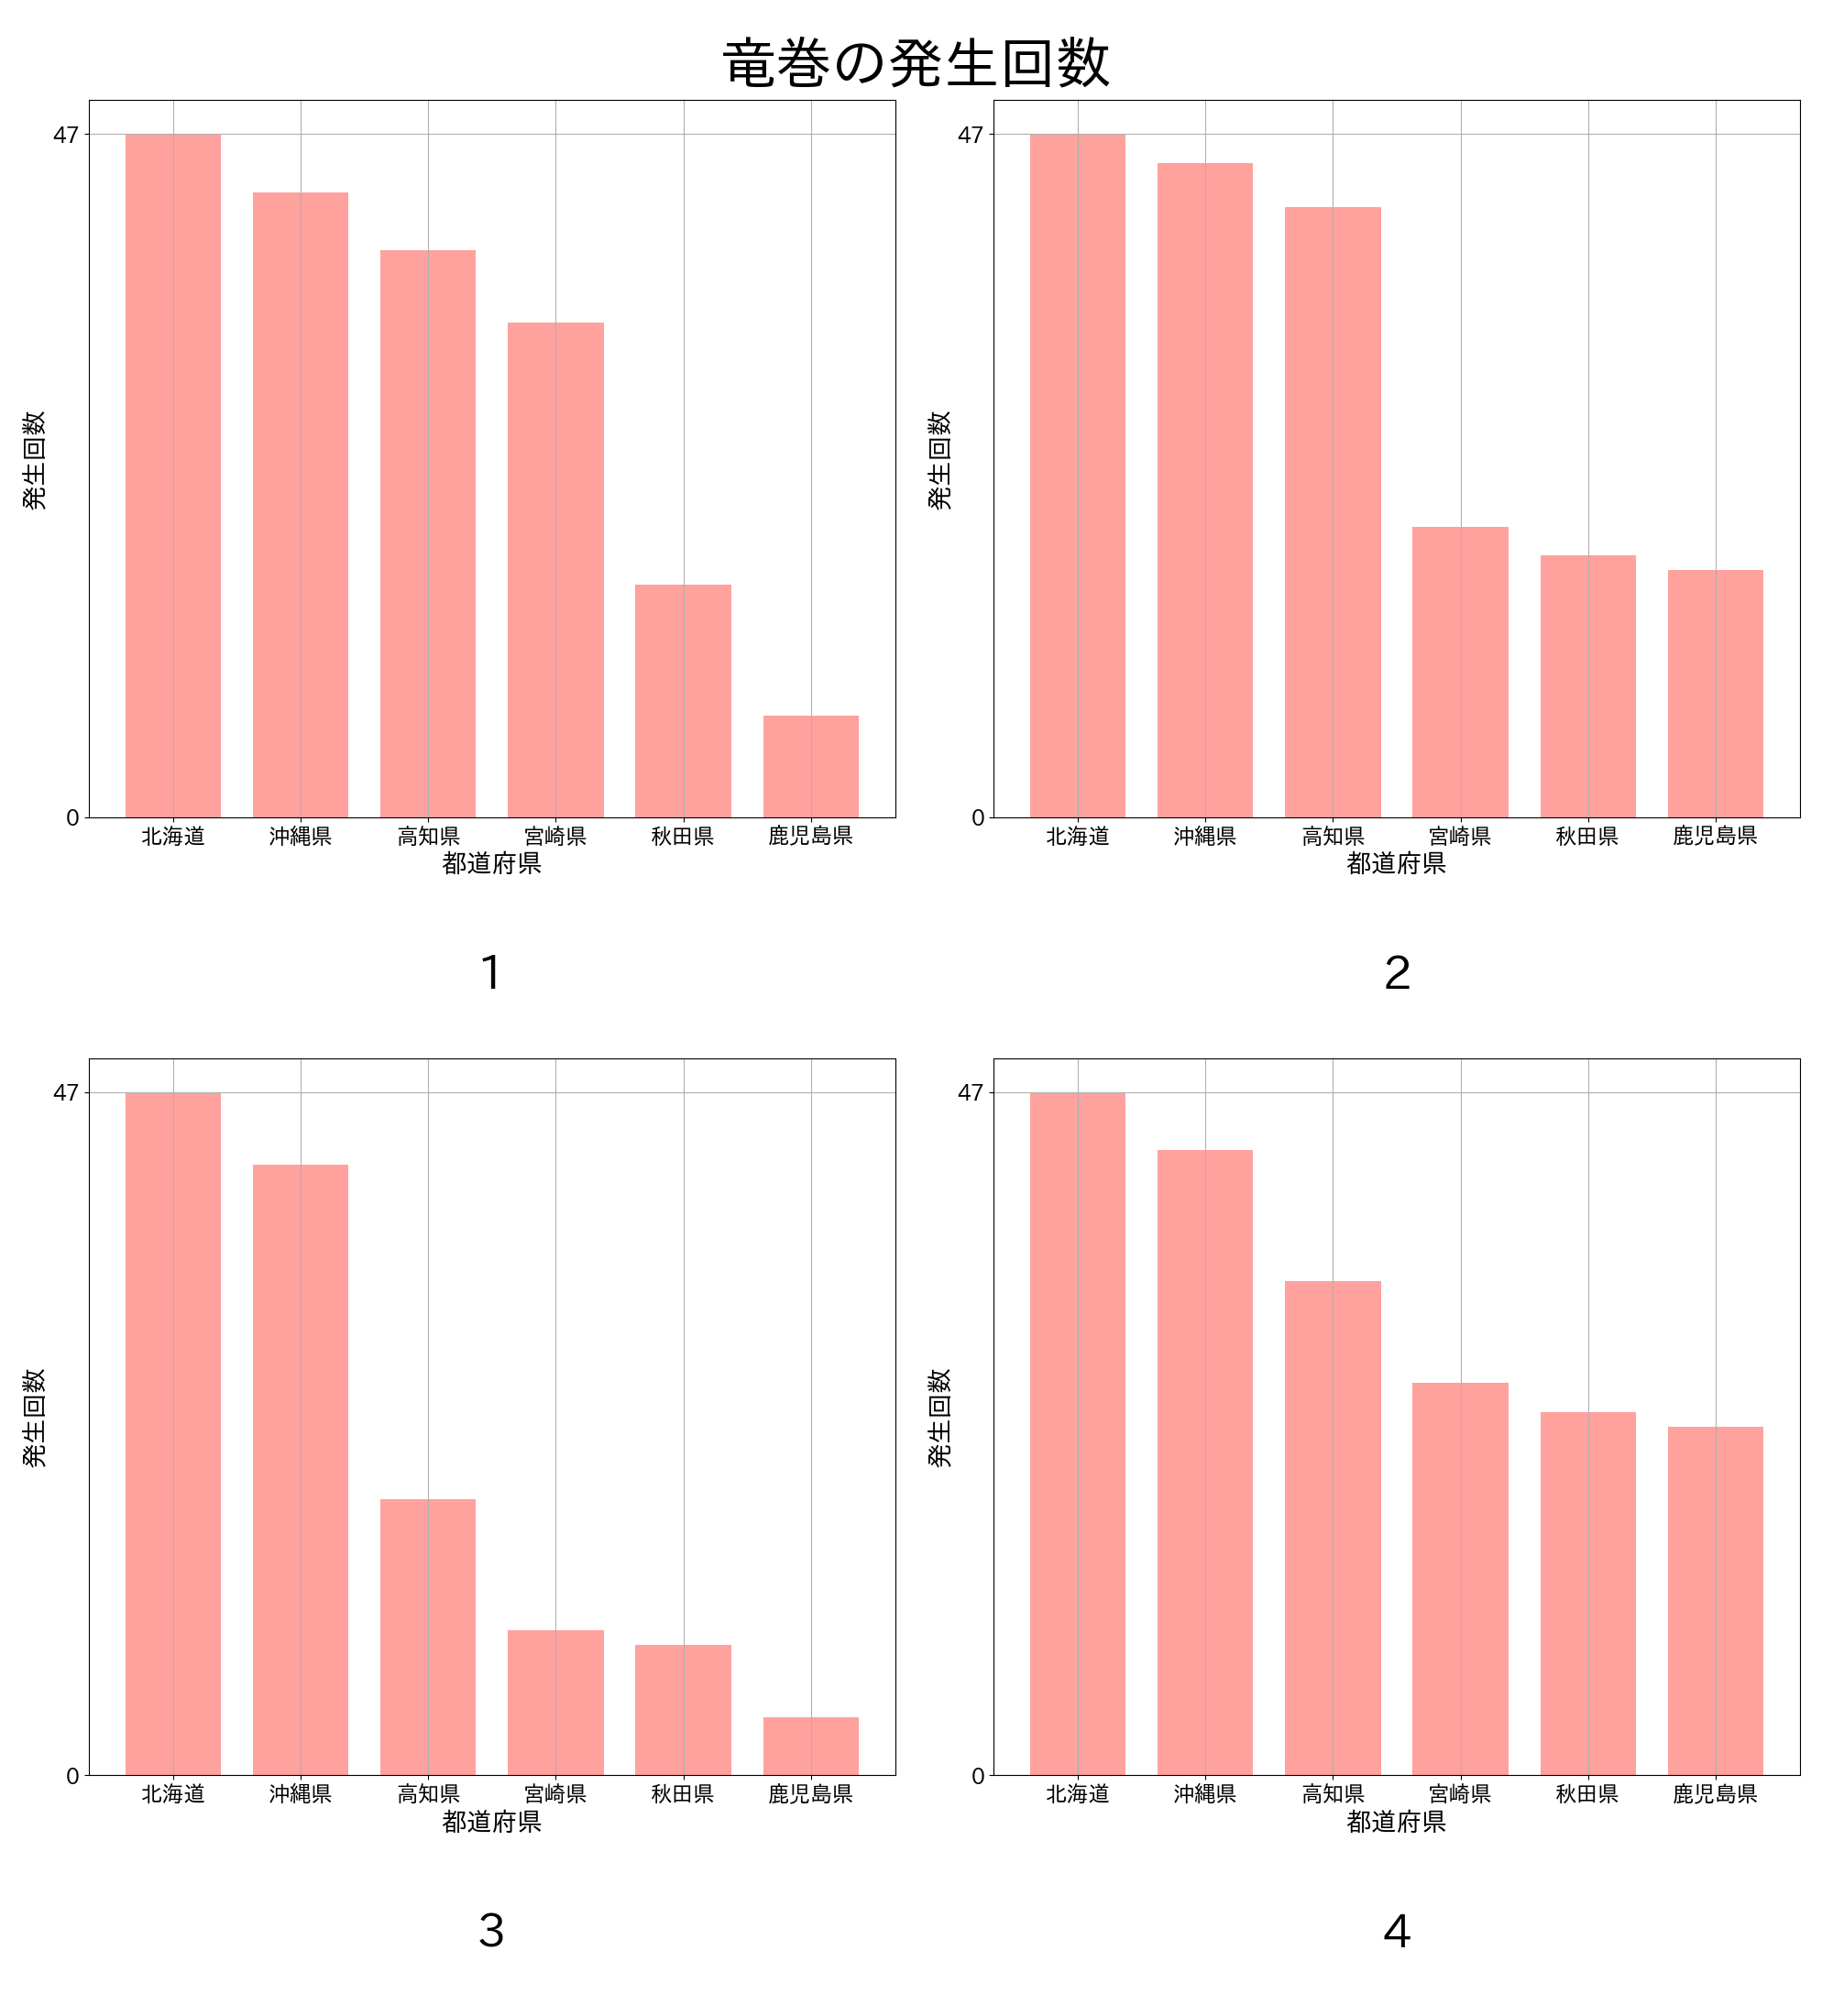 竜巻の発生回数
47
0
発生回数
北海道 沖縄県 高知県 宮崎県 秋田県 鹿児島県
都道府県
1
47
0
発生回数
北海道 沖縄県 高知県 宮崎県 秋田県 鹿児島県
都道府県
2
47
0
発生回数
北海道 沖縄県 高知県 宮崎県 秋田県 鹿児島県
都道府県
3
47
0
発生回数
北海道 沖縄県 高知県 宮崎県 秋田県 鹿児島県
都道府県
4